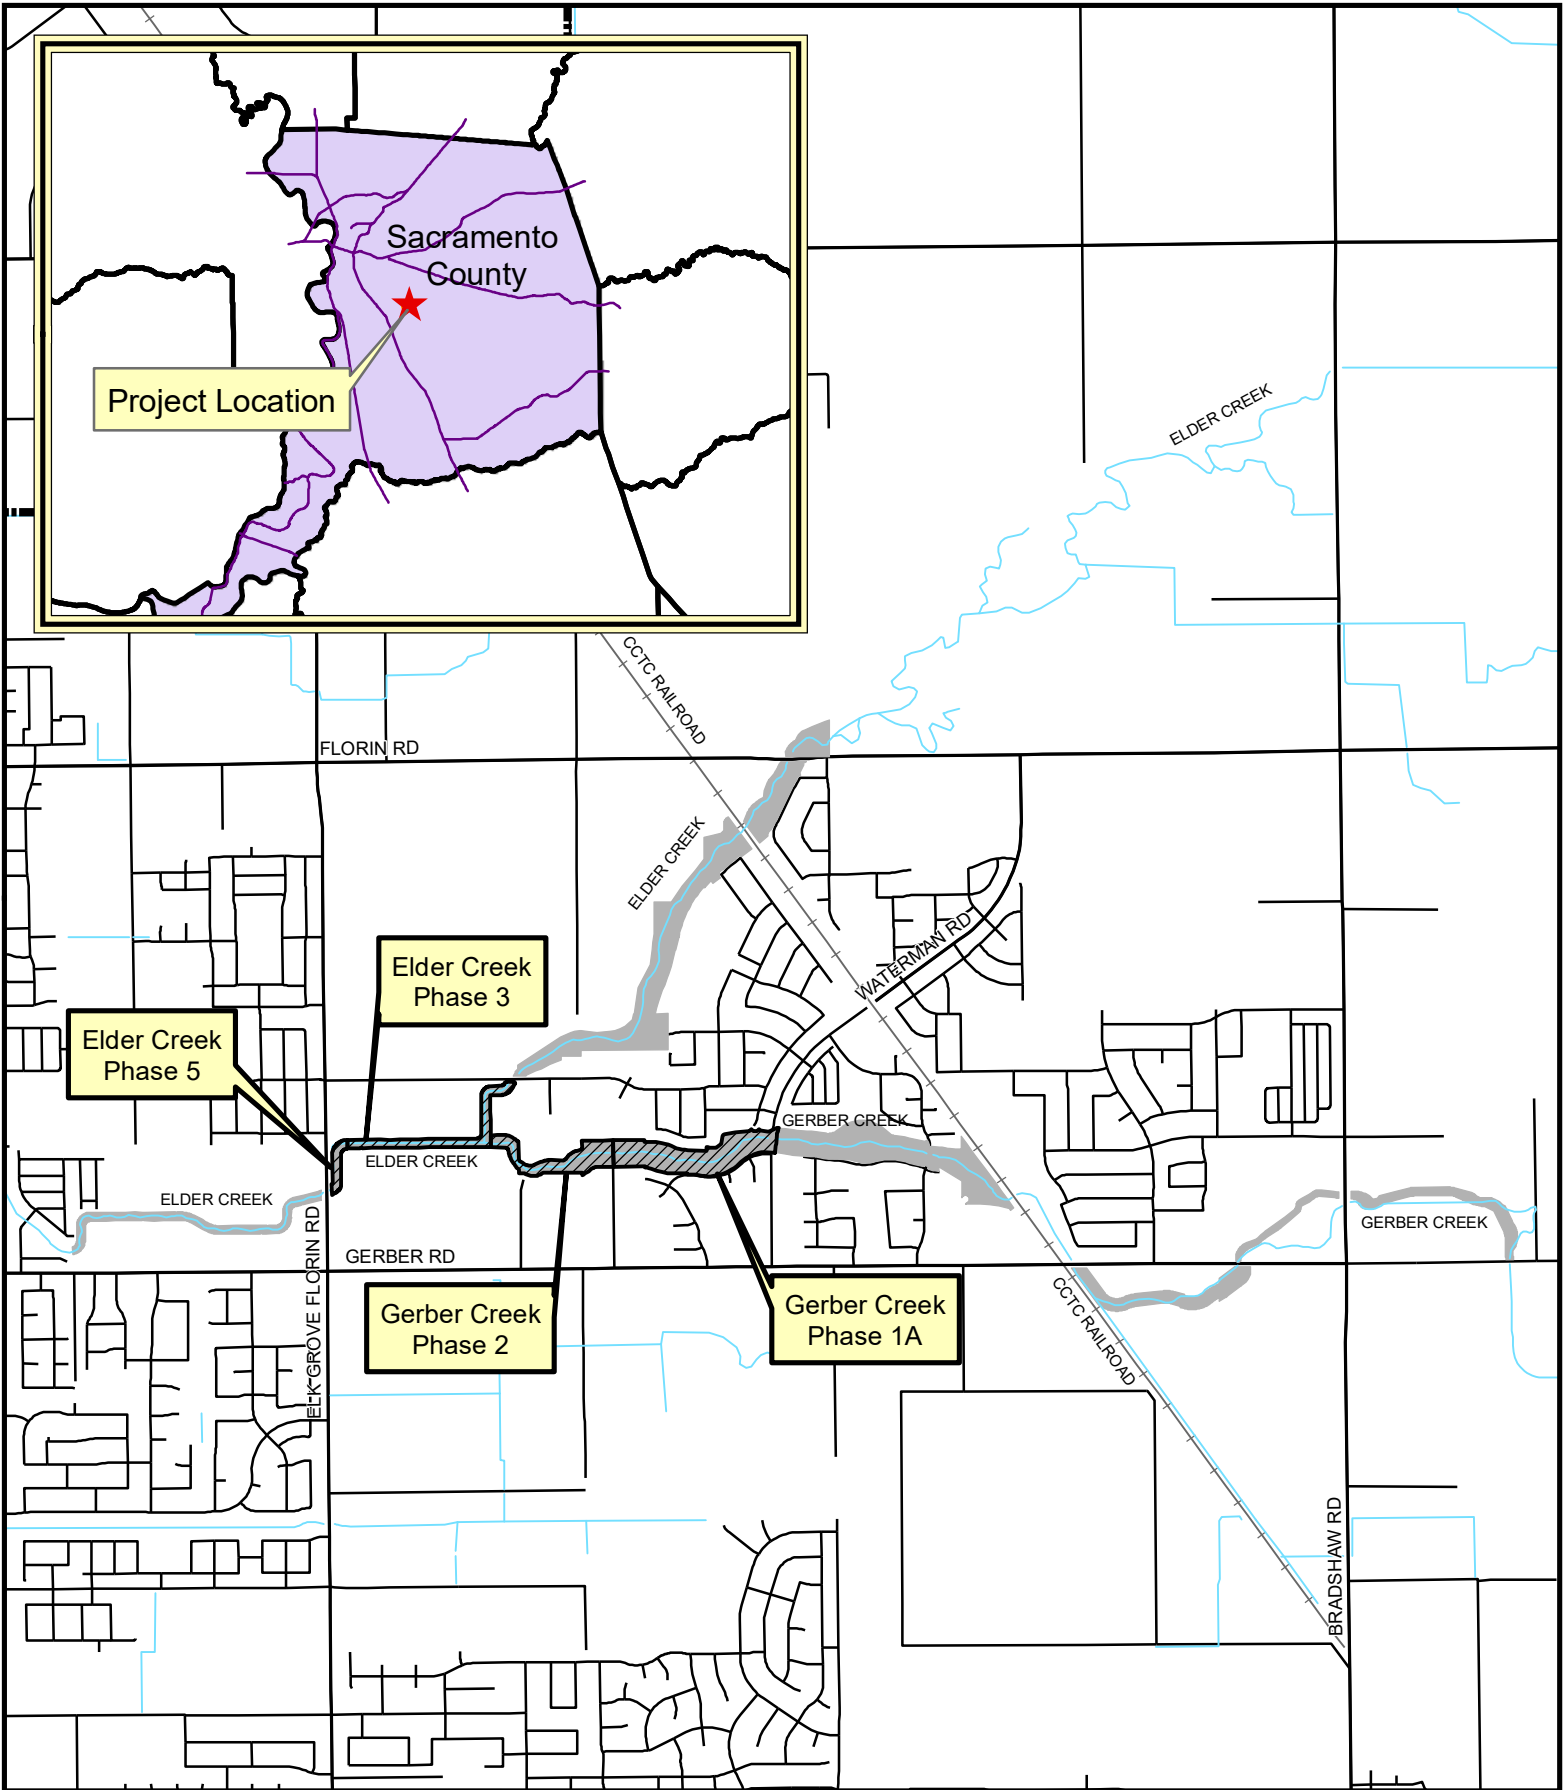 Sacramento
County
Project Location
ELDER CREEK
CCTC RAILROAD
FLORIN RD
ELDER CREEK
WATERMAN RD
Elder Creek
Phase 3
Elder Creek
Phase 5
GERBER CREEK
ELDER CREEK
ELDER CREEK
GERBER CREEK
ELK GROVE FLORIN RD
GERBER RD
Gerber Creek
Phase 2
Gerber Creek
Phase 1A
CCTC RAILROAD
BRADSHAW RD